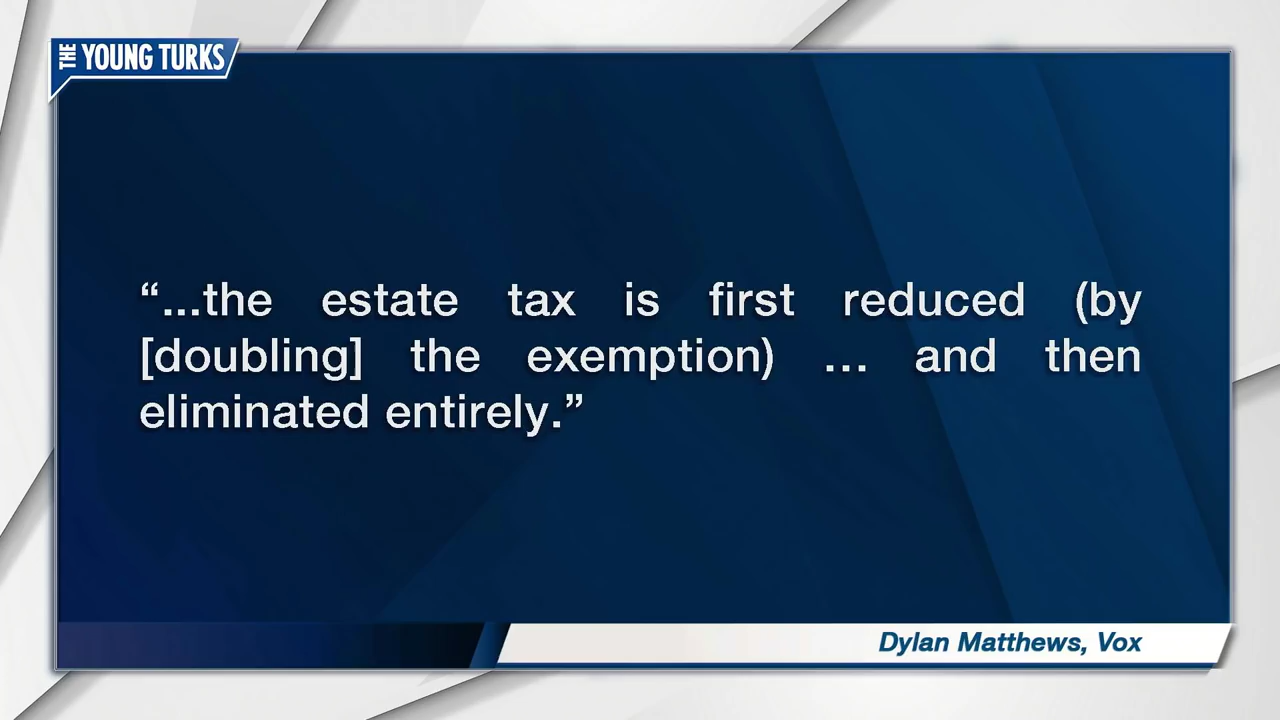 THE YOUNG TURKS
“...the estate tax is first reduced (by
[doubling] the exemption) ... and then
eliminated entirely.”
Dylan Matthews, Vox